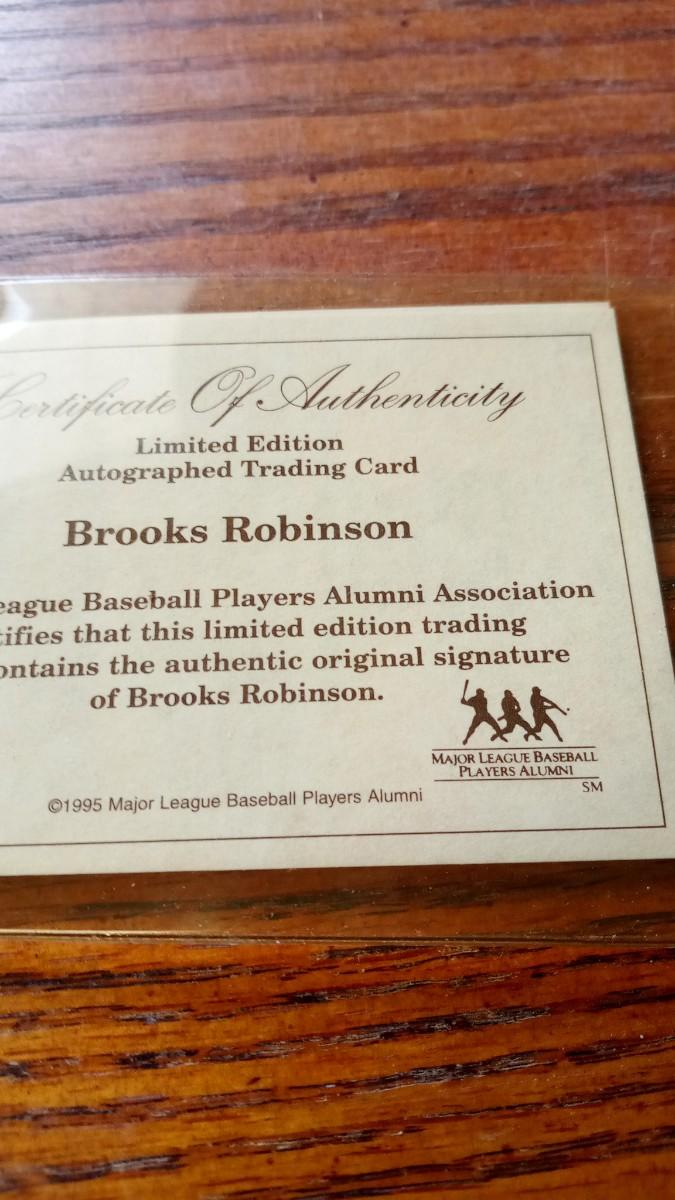 Certificate Of Authenticity
Limited Edition
Autographed Trading Card
Brooks Robinson
eague Baseball Players Alumni Association
tifies that this limited edition trading
ontains the authentic original signature
of Brooks Robinson.
MAJOR LEAGUE BASEBALL
PLAYERS ALUMNI
SM
©1995 Major League Baseball Players Alumni